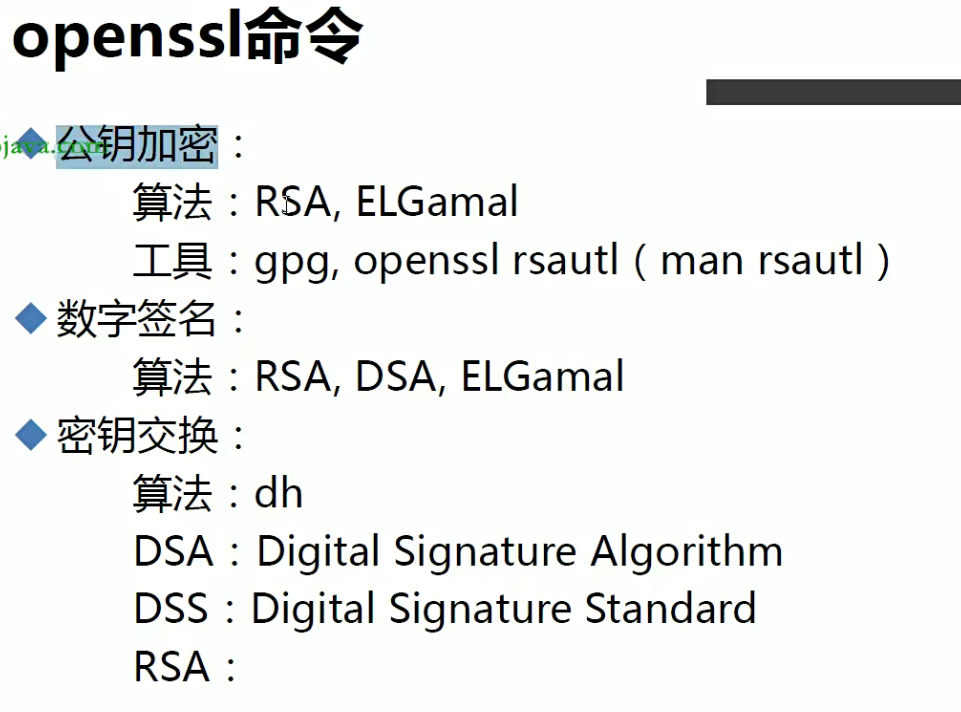 openssl命令
公钥加密：
算法：RSA, ELGamal
工具：gpg, openssl rsautl（man rsautl）
数字签名：
算法：RSA, DSA, ELGamal
密钥交换：
算法：dh
DSA：Digital Signature Algorithm
DSS：Digital Signature Standard
RSA：